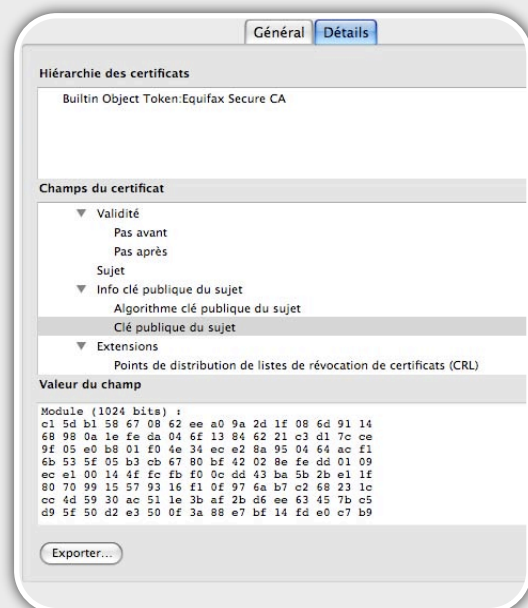 Général Détails
Hiérarchie des certificats
Builtin Object Token:Equifax Secure CA
Champs du certificat
▼ Validité
Pas avant
Pas après
Sujet
▼ Info clé publique du sujet
Algorithme clé publique du sujet
Clé publique du sujet
▼ Extensions
Points de distribution de listes de révocation de certificats (CRL)
Valeur du champ
Module (1024 bits) :
c1 5d b1 58 67 08 62 ee a0 9a 2d 1f 08 6d 91 14
68 98 0a 1e fe da 04 6f 13 84 62 21 c3 d1 7c ce
9f 05 e0 b8 01 f0 4e 34 ec e2 8a 95 04 64 ac f1
6b 53 5f 05 b3 cb 67 80 bf 42 02 8e fe dd 01 09
ec e1 00 14 4f fc fb f0 0c dd 43 ba 5b 2b e1 1f
80 70 99 15 57 93 16 f1 0f 97 6a b7 c2 68 23 1c
cc 4d 59 30 ac 51 1e 3b af 2b d6 ee 63 45 7b c5
d9 5f 50 d2 e3 50 0f 3a 88 e7 bf 14 fd e0 c7 b9
Exporter...